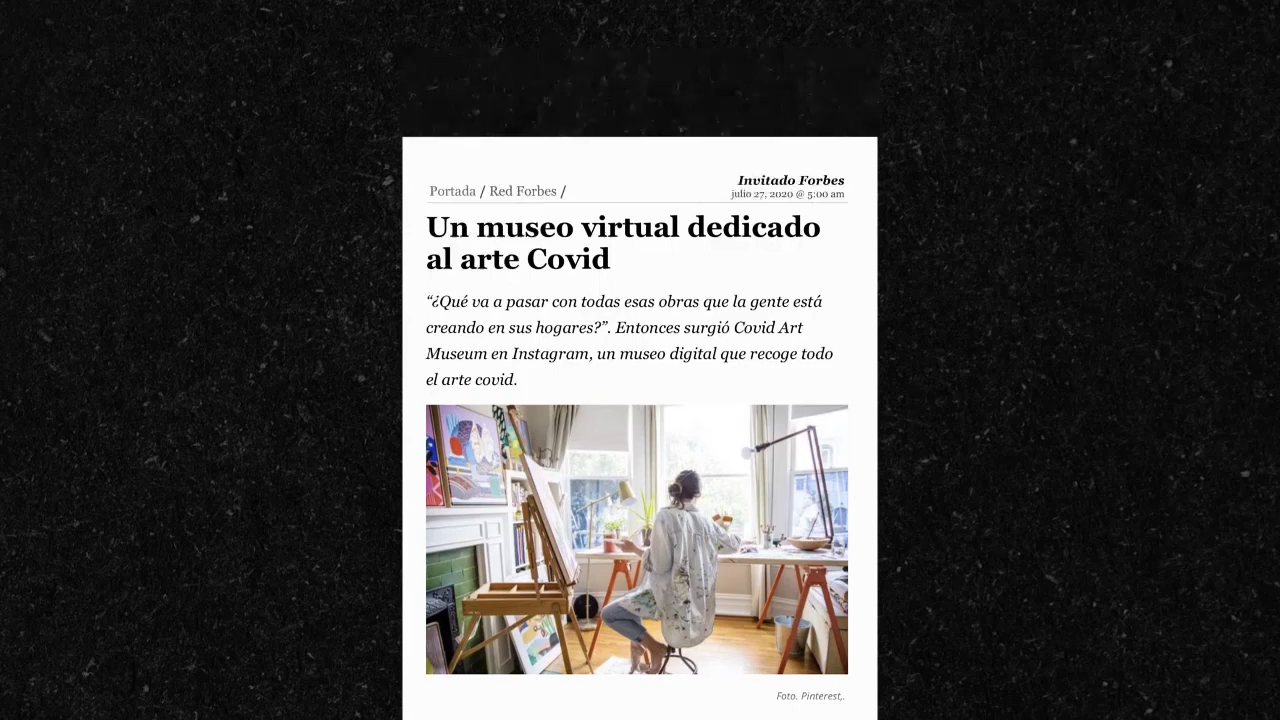 Portada / Red Forbes /
Invitado Forbes
julio 27, 2020 @ 5:00 am
Un museo virtual dedicado
al arte Covid
“¿Qué va a pasar con todas esas obras que la gente está
creando en sus hogares?”. Entonces surgió Covid Art
Museum en Instagram, un museo digital que recoge todo
el arte covid.
Foto. Pinterest,.